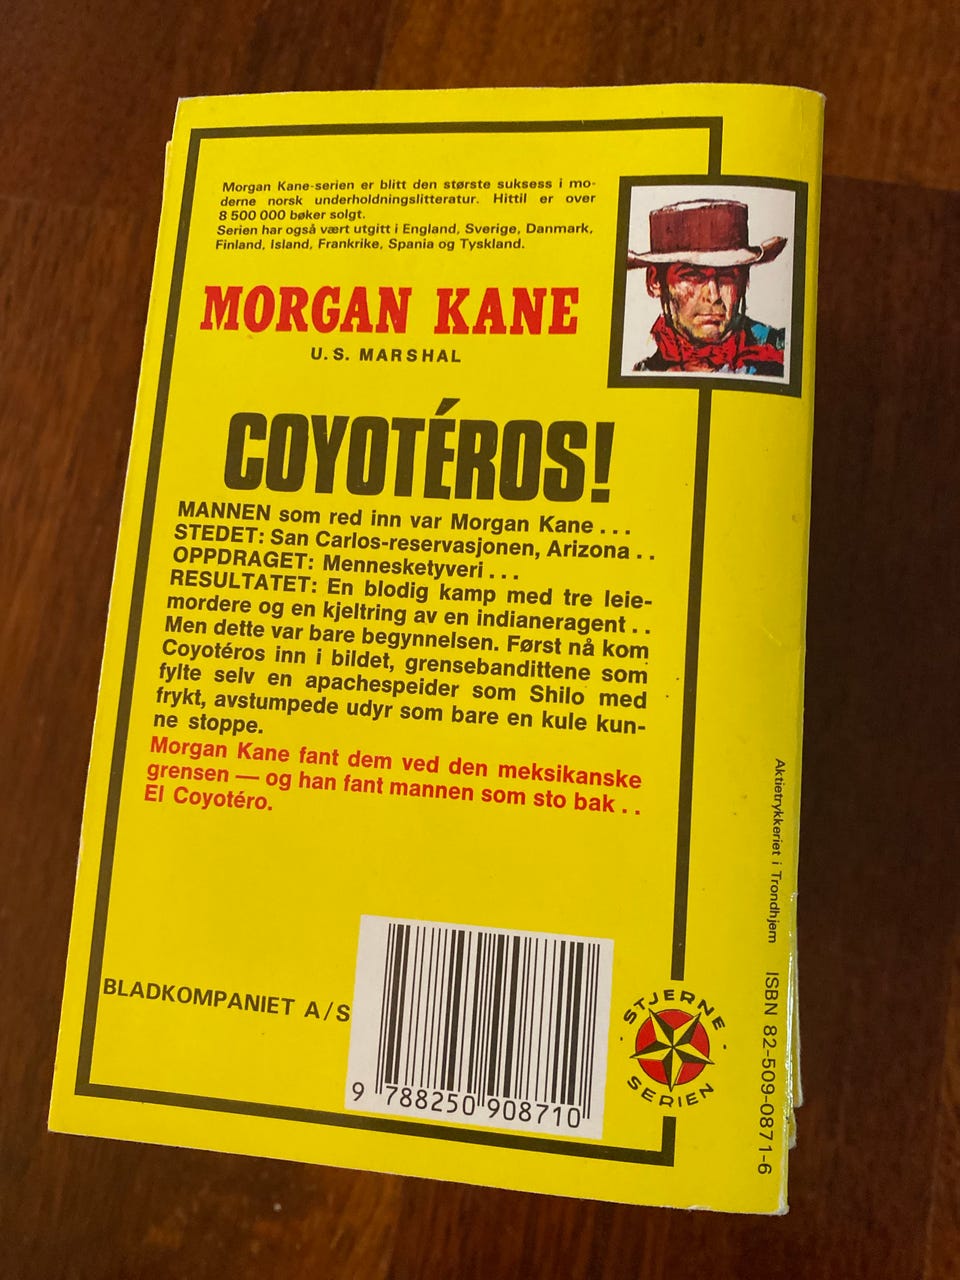 Morgan Kane-serien er blitt den største suksess i mo-
derne norsk underholdningslitteratur. Hittil er over
8 500 000 bøker solgt.
Serien har også vært utgitt i England, Sverige, Danmark,
Finland, Island, Frankrike, Spania og Tyskland.
MORGAN KANE
U.S. MARSHAL
COYOTÉROS!
MANNEN som red inn var Morgan Kane . . .
STEDET: San Carlos-reservasjonen, Arizona . .
OPPDRAGET: Mennesketyveri . . .
RESULTATET: En blodig kamp med tre leie-
mordere og en kjeltring av en indianeragent . .
Men dette var bare begynnelsen. Først nå kom
Coyotéros inn i bildet, grensebandittene som
fylte selv en apachespeider som Shilo med
frykt, avstumpede udyr som bare en kule kun-
ne stoppe.
Morgan Kane fant dem ved den meksikanske
grensen — og han fant mannen som sto bak . .
El Coyotéro.
BLADKOMPANIET A/S
9 788250 908710
· STJERNE ·
SERIEN
Aktietrykkeriet i Trondhjem
ISBN 82-509-0871-6